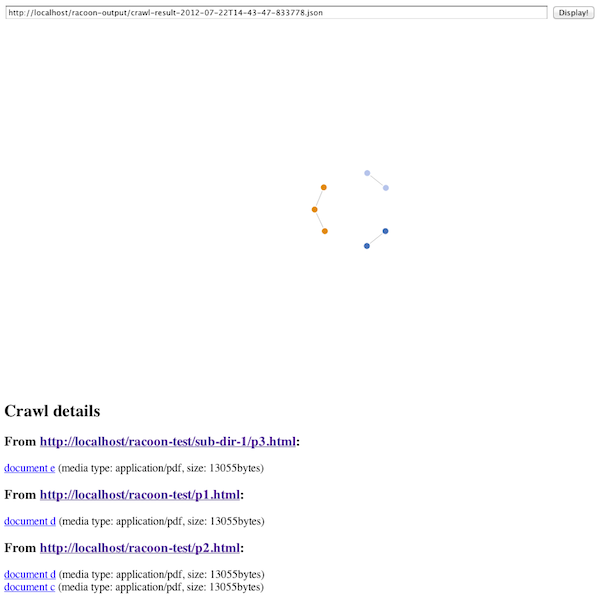 http://localhost/racoon-output/crawl-result-2012-07-22T14-43-47-833778.json Display!
Crawl details
From http://localhost/racoon-test/sub-dir-1/p3.html:
document e (media type: application/pdf, size: 13055bytes)
From http://localhost/racoon-test/p1.html:
document d (media type: application/pdf, size: 13055bytes)
From http://localhost/racoon-test/p2.html:
document d (media type: application/pdf, size: 13055bytes)
document c (media type: application/pdf, size: 13055bytes)